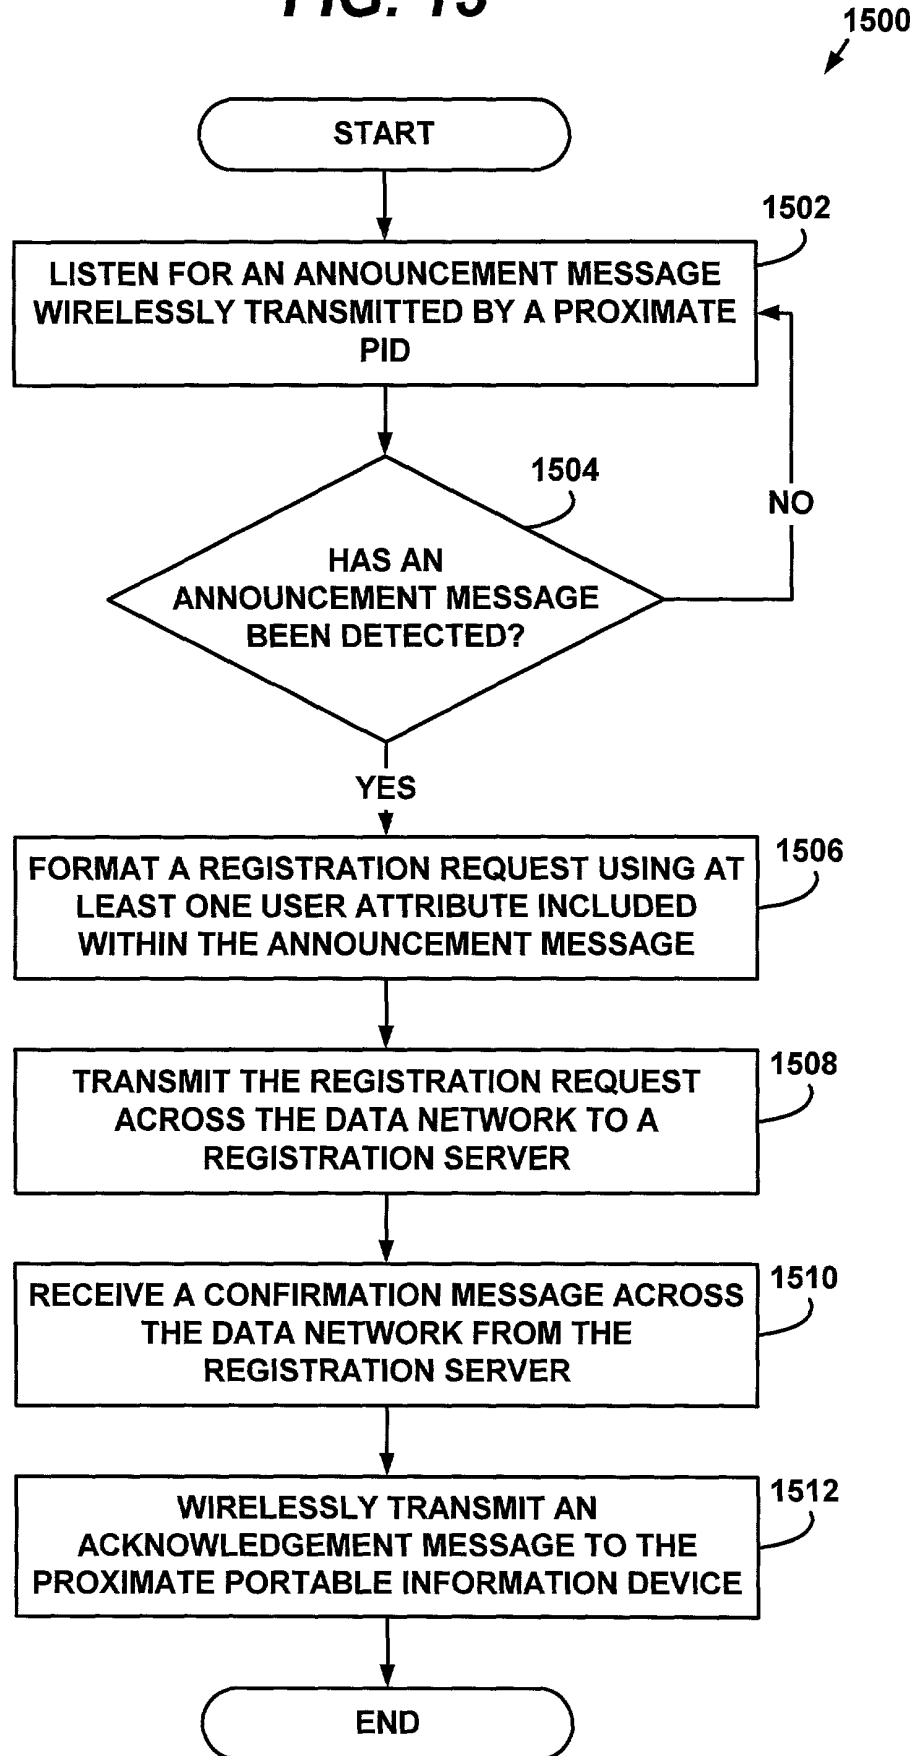 FIG. 15
1500
START
1502
LISTEN FOR AN ANNOUNCEMENT MESSAGE
WIRELESSLY TRANSMITTED BY A PROXIMATE
PID
1504
NO
HAS AN
ANNOUNCEMENT MESSAGE
BEEN DETECTED?
YES
1506
FORMAT A REGISTRATION REQUEST USING AT
LEAST ONE USER ATTRIBUTE INCLUDED
WITHIN THE ANNOUNCEMENT MESSAGE
1508
TRANSMIT THE REGISTRATION REQUEST
ACROSS THE DATA NETWORK TO A
REGISTRATION SERVER
1510
RECEIVE A CONFIRMATION MESSAGE ACROSS
THE DATA NETWORK FROM THE
REGISTRATION SERVER
1512
WIRELESSLY TRANSMIT AN
ACKNOWLEDGEMENT MESSAGE TO THE
PROXIMATE PORTABLE INFORMATION DEVICE
END